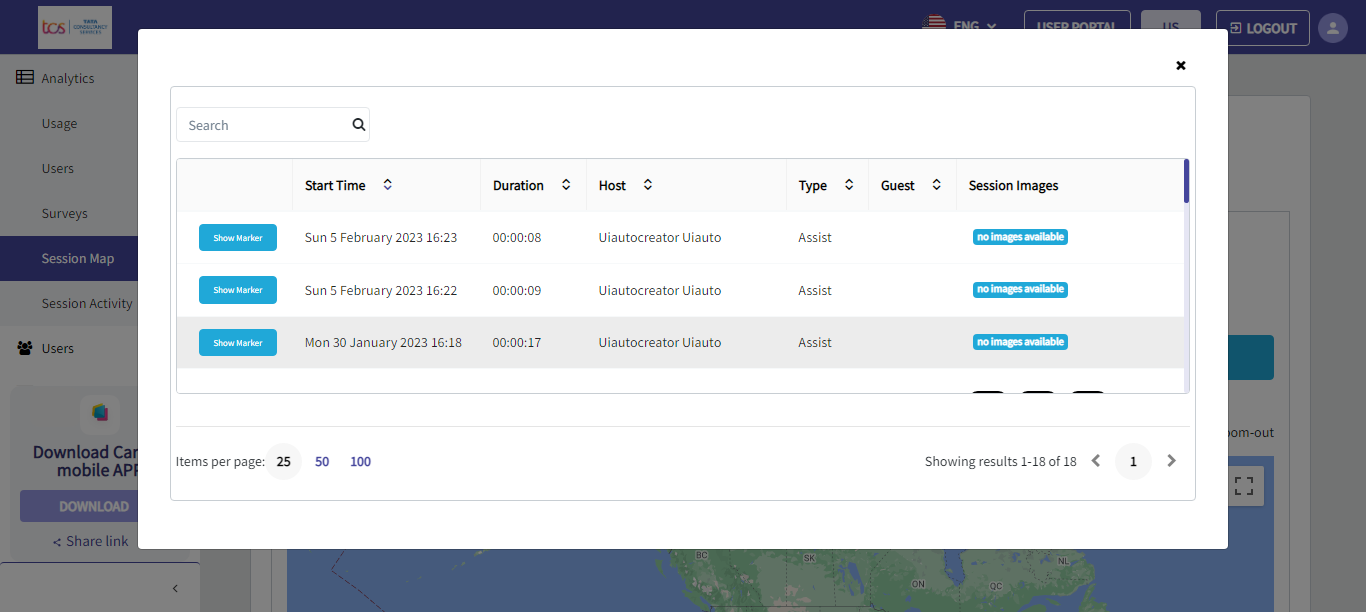 tcs | TATA CONSULTANCY SERVICES
ENG
USER PORTAL
US
LOGOUT
Analytics
Usage
Users
Surveys
Session Map
Session Activity
Users
Download Car
mobile APP
DOWNLOAD
Share link
Search
Start Time Duration Host Type Guest Session Images
Show Marker Sun 5 February 2023 16:23 00:00:08 Uiautocreator Uiauto Assist no images available
Show Marker Sun 5 February 2023 16:22 00:00:09 Uiautocreator Uiauto Assist no images available
Show Marker Mon 30 January 2023 16:18 00:00:17 Uiautocreator Uiauto Assist no images available
Items per page: 25 50 100
Showing results 1-18 of 18 1
oom-out
BC
SK
ON
QC
NL